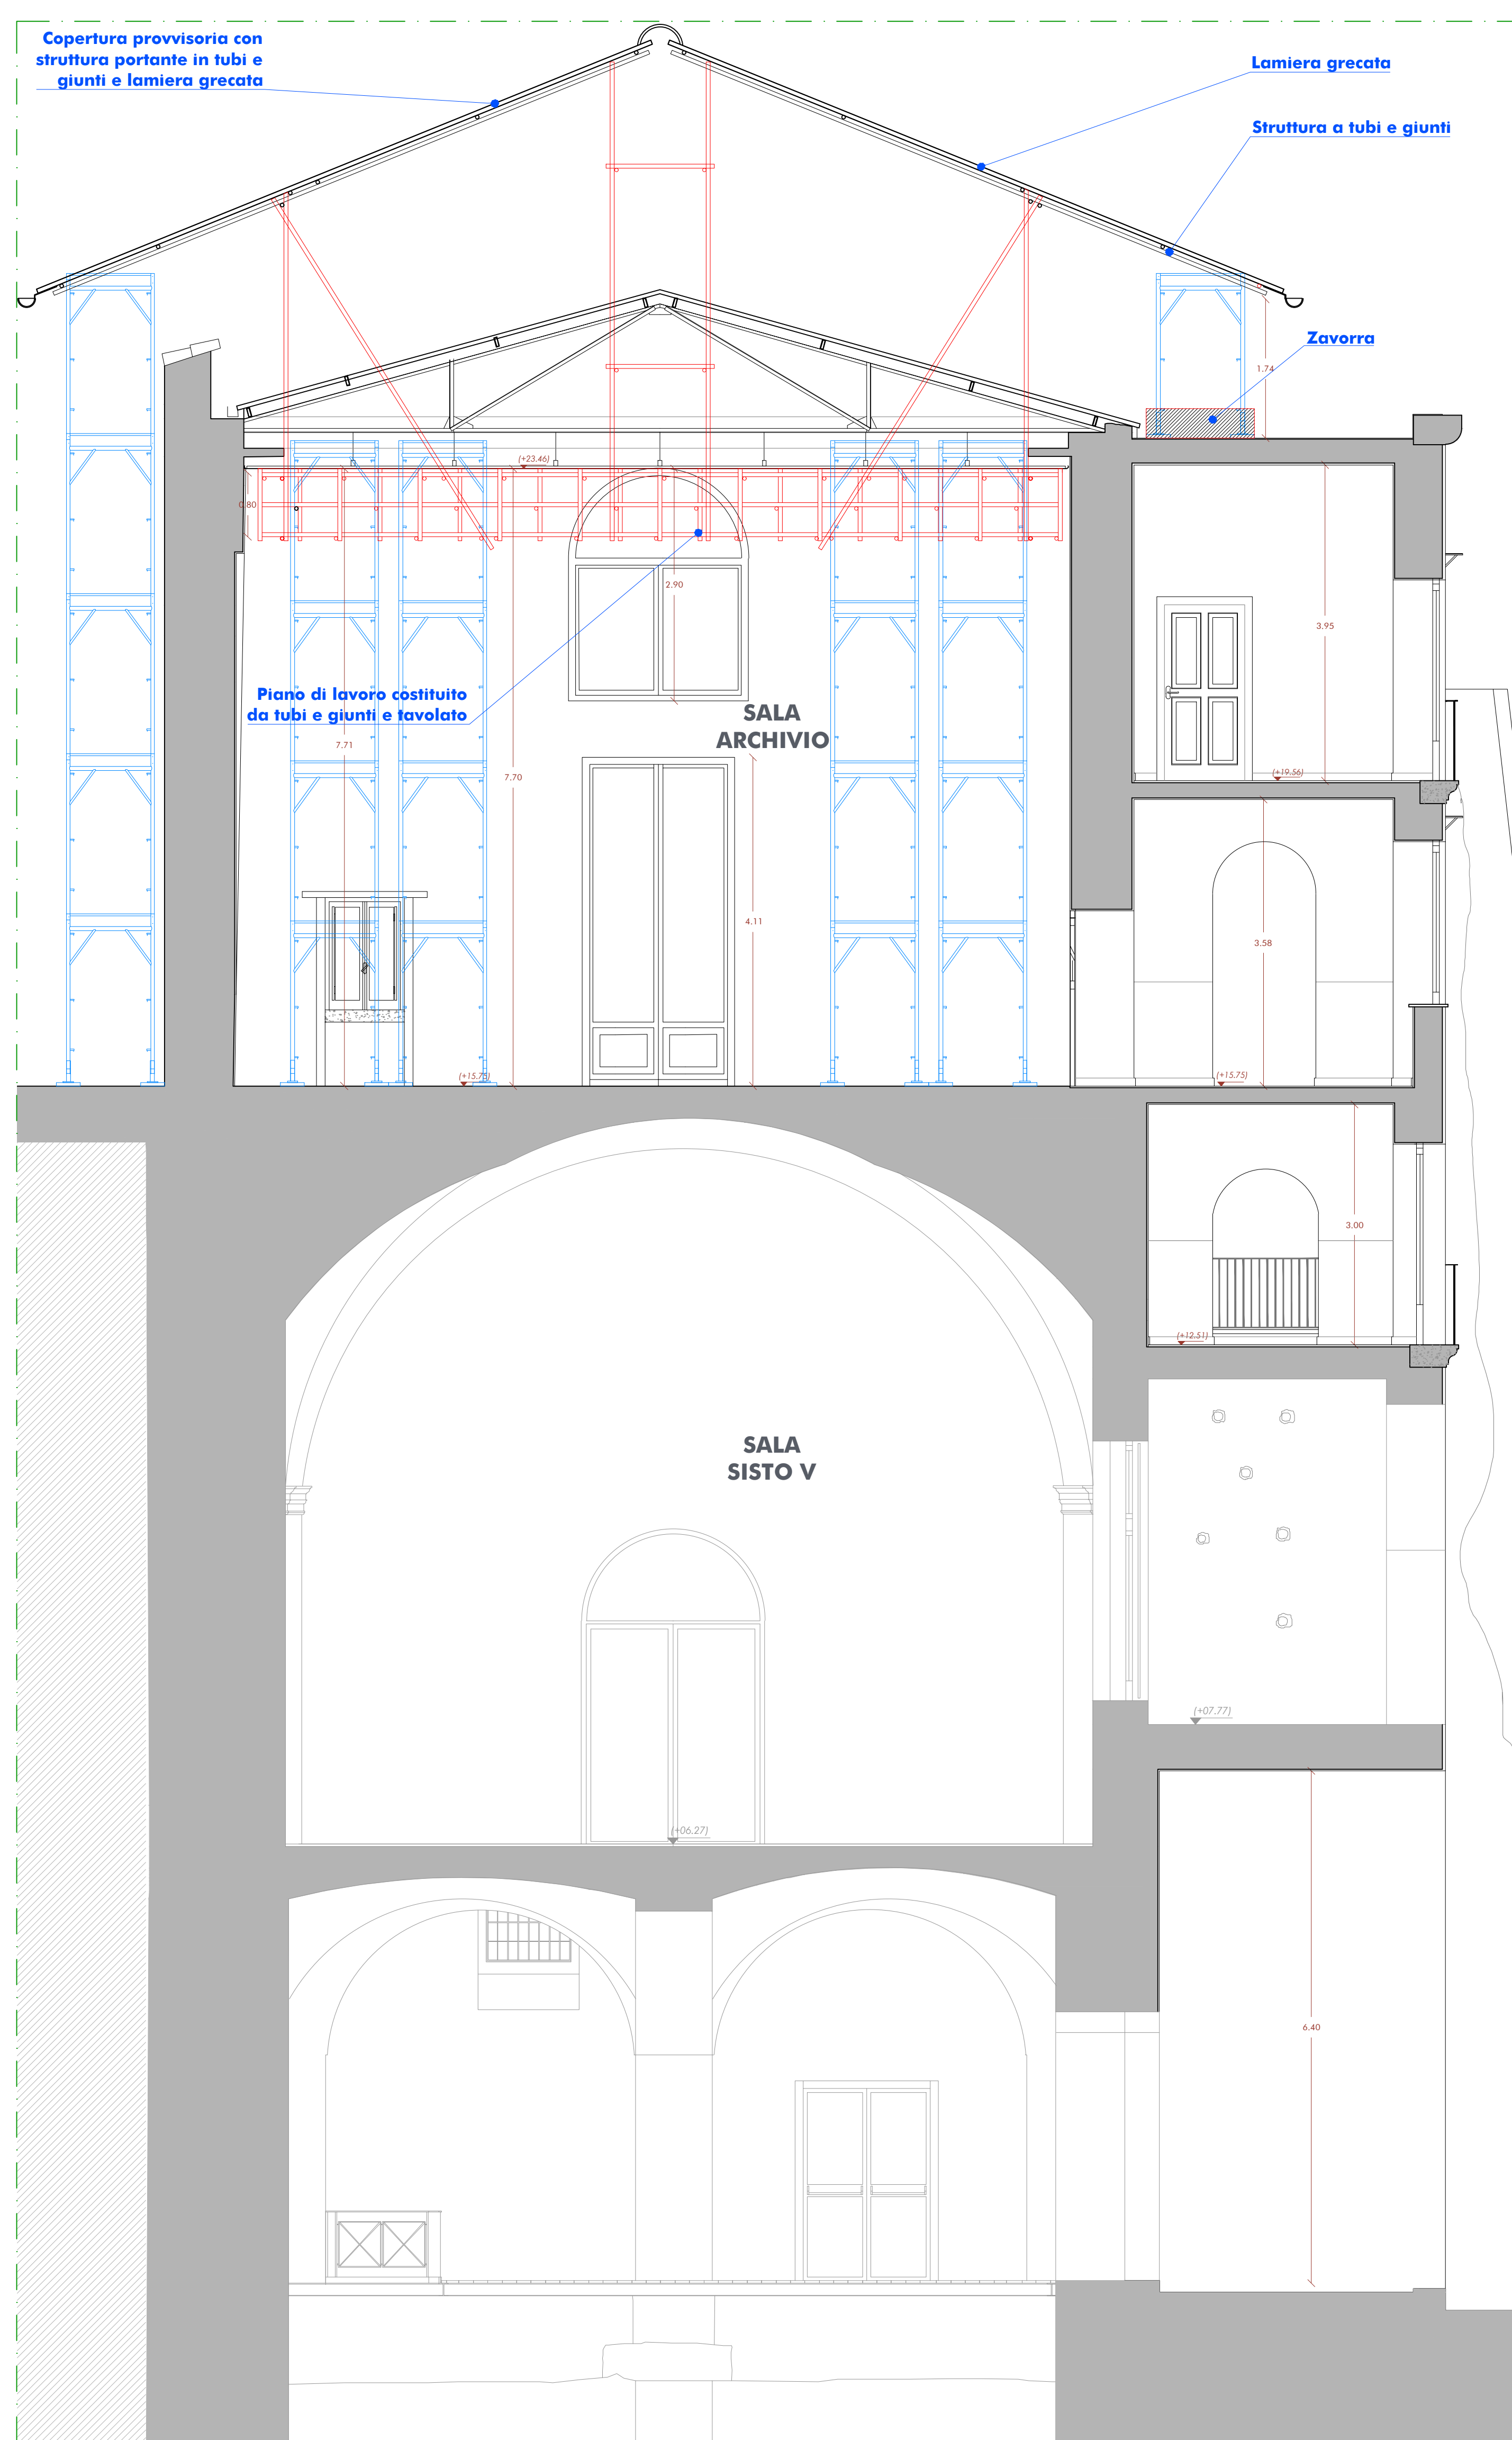 Copertura provvisoria con
struttura portante in tubi e
giunti e lamiera grecata
Lamiera grecata
Struttura a tubi e giunti
Zavorra
1.74
(+23.46)
0.80
2.90
3.95
Piano di lavoro costituito
da tubi e giunti e tavolato
SALA
ARCHIVIO
7.71
7.70
(+19.56)
4.11
3.58
(+15.75)
(+15.75)
3.00
(+12.51)
SALA
SISTO V
(+07.77)
(+06.27)
6.40